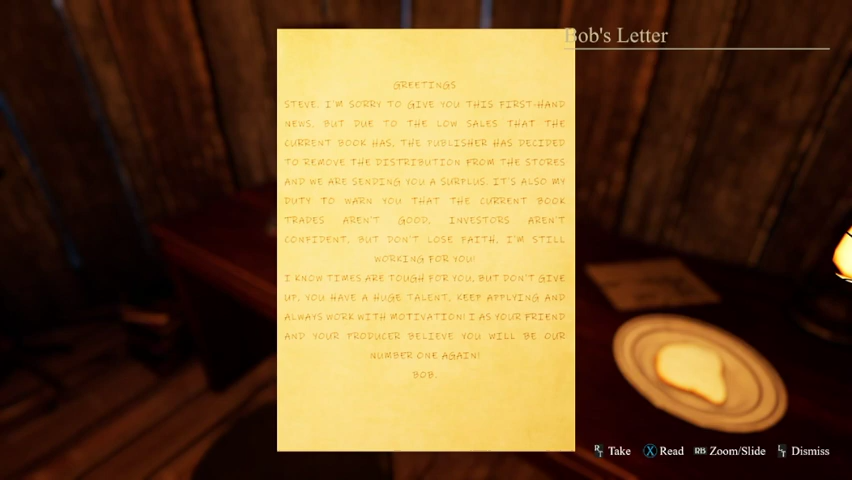 Bob's Letter
GREETINGS
STEVE, I'M SORRY TO GIVE YOU THIS FIRST-HAND
NEWS, BUT DUE TO THE LOW SALES THAT THE
CURRENT BOOK HAS, THE PUBLISHER HAS DECIDED
TO REMOVE THE DISTRIBUTION FROM THE STORES
AND WE ARE SENDING YOU A SURPLUS. IT'S ALSO MY
DUTY TO WARN YOU THAT THE CURRENT BOOK
TRADES AREN'T GOOD, INVESTORS AREN'T
CONFIDENT, BUT DON'T LOSE FAITH, I'M STILL
WORKING FOR YOU!
I KNOW TIMES ARE TOUGH FOR YOU, BUT DON'T GIVE
UP, YOU HAVE A HUGE TALENT, KEEP APPLYING AND
ALWAYS WORK WITH MOTIVATION! I AS YOUR FRIEND
AND YOUR PRODUCER BELIEVE YOU WILL BE OUR
NUMBER ONE AGAIN!
BOB.
RT Take X Read RB Zoom/Slide LT Dismiss